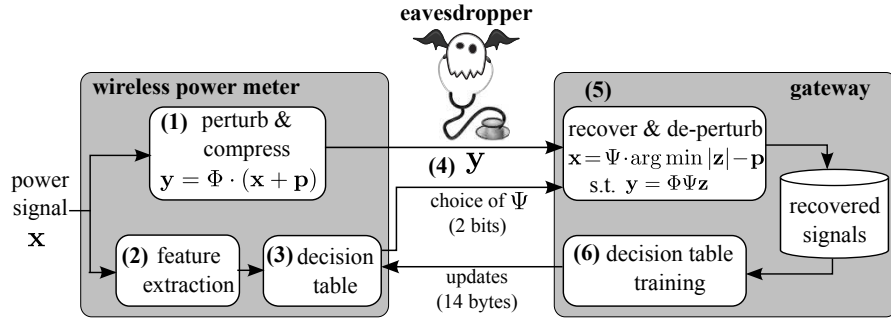 eavesdropper
wireless power meter
(5)
gateway
(1) perturb &
compress
y = Φ · (x + p)
recover & de-perturb
x = Ψ · arg min |z| − p
s.t. y = ΦΨz
(4) y
power
signal
x
choice of Ψ
(2 bits)
recovered
signals
(2) feature
extraction
(3) decision
table
updates
(14 bytes)
(6) decision table
training